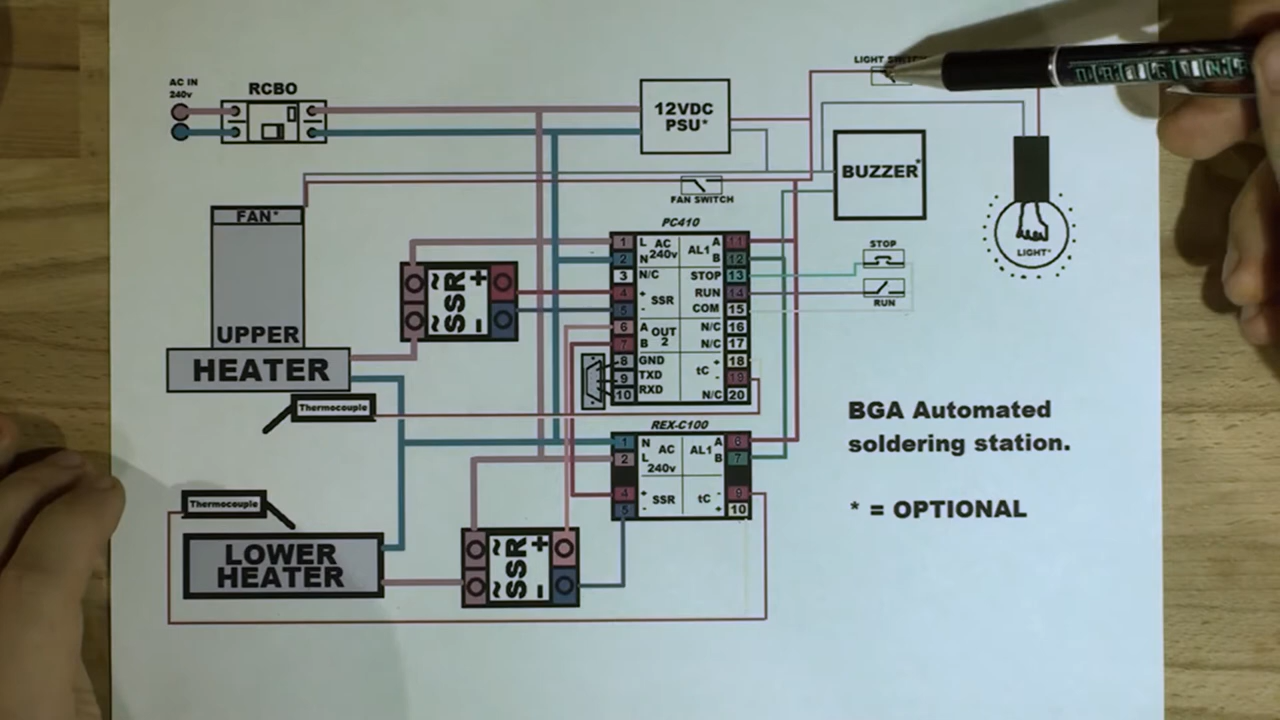 AC IN
240v
RCBO
12VDC
PSU*
LIGHT
BUZZER*
FAN SWITCH
FAN*
UPPER
HEATER
SSR
~
~
+
-
PC410
1 L AC 240v AL1 A 11
2 N B 12
3 N/C STOP 13
4 + SSR RUN 14
5 - COM 15
6 A OUT 2 N/C 16
7 B N/C 17
8 GND tC + 18
9 TXD - 19
10 RXD N/C 20
STOP
RUN
LIGHT*
Thermocouple
BGA Automated
soldering station.
* = OPTIONAL
REX-C100
1 N AC 240v AL1 A 6
2 L B 7
4 + SSR tC - 9
5 - + 10
Thermocouple
LOWER
HEATER
SSR
~
~
+
-